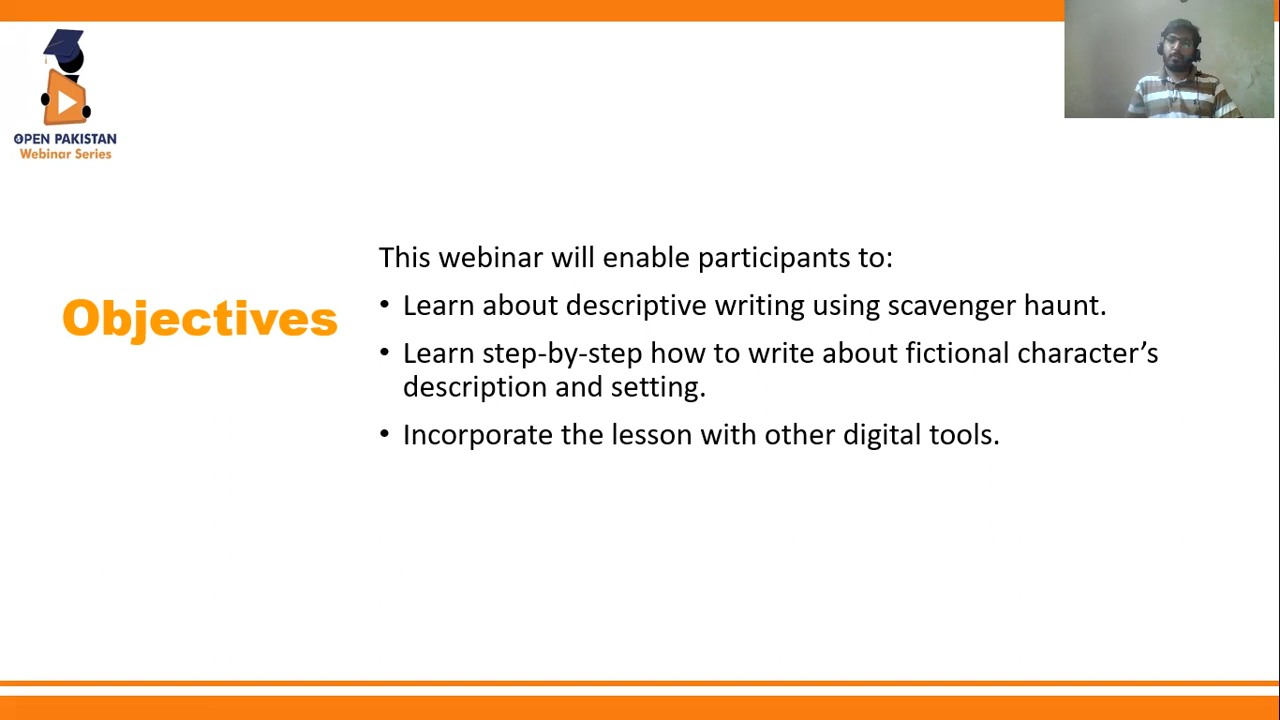 OPEN PAKISTAN
Webinar Series
Objectives
This webinar will enable participants to:
• Learn about descriptive writing using scavenger haunt.
• Learn step-by-step how to write about fictional character’s
description and setting.
• Incorporate the lesson with other digital tools.